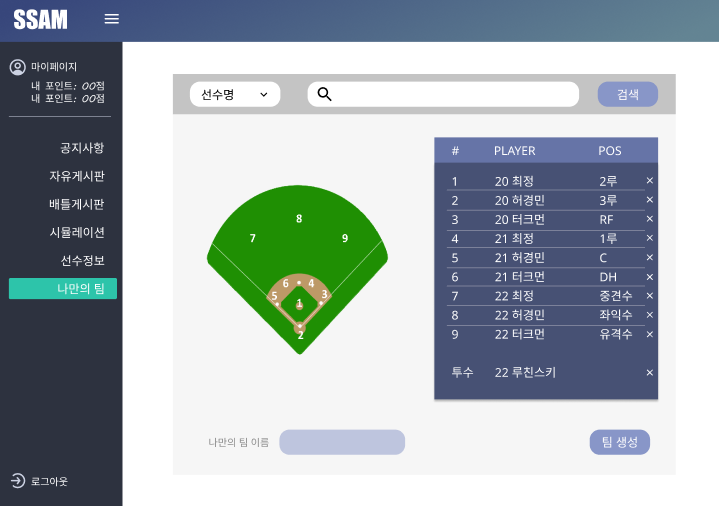 SSAM
마이페이지
내 포인트: 00점
내 포인트: 00점
공지사항
자유게시판
배틀게시판
시뮬레이션
선수정보
나만의 팀
로그아웃
선수명
검색
8
7 9
6 4
5 3
1
2
# PLAYER POS
1 20 최정 2루 ×
2 20 허경민 3루 ×
3 20 터크먼 RF ×
4 21 최정 1루 ×
5 21 허경민 C ×
6 21 터크먼 DH ×
7 22 최정 중견수 ×
8 22 허경민 좌익수 ×
9 22 터크먼 유격수 ×
투수 22 루친스키 ×
나만의 팀 이름
팀 생성